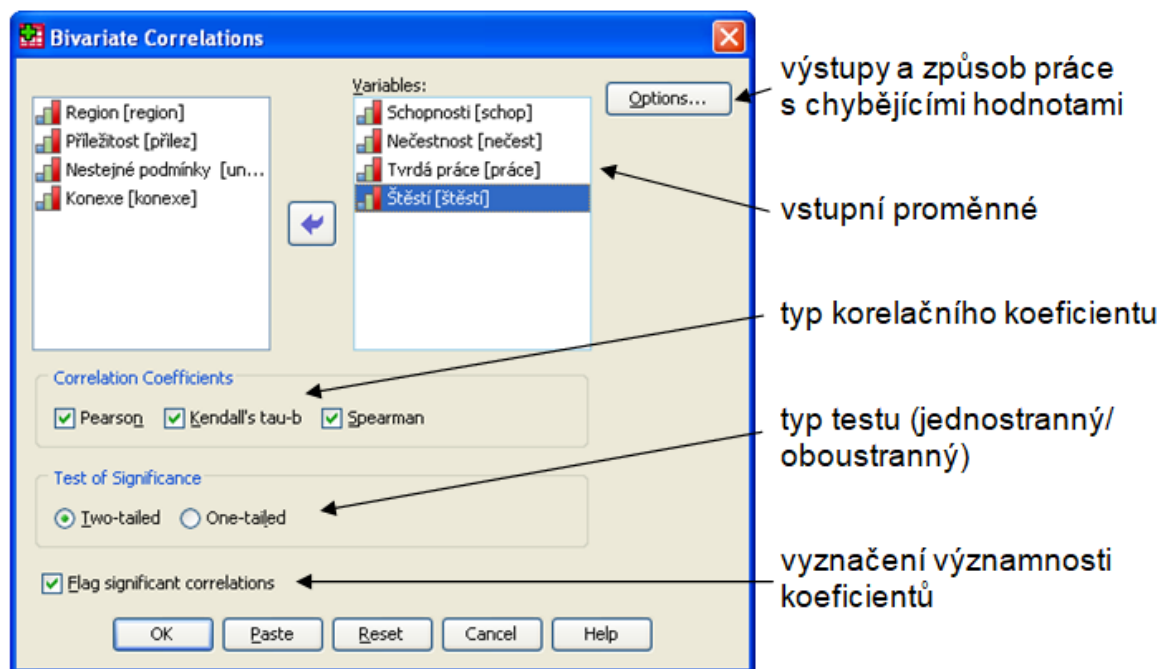 Bivariate Correlations
Variables:
Region [region]
Příležitost [přilez]
Nestejné podmínky [un...
Konexe [konexe]
Schopnosti [schop]
Nečestnost [nečest]
Tvrdá práce [práce]
Štěstí [štěstí]
Options...
výstupy a způsob práce
s chybějícími hodnotami
vstupní proměnné
typ korelačního koeficientu
Correlation Coefficients
Pearson Kendall's tau-b Spearman
typ testu (jednostranný/
oboustranný)
Test of Significance
Two-tailed One-tailed
Flag significant correlations
vyznačení významnosti
koeficientů
OK Paste Reset Cancel Help